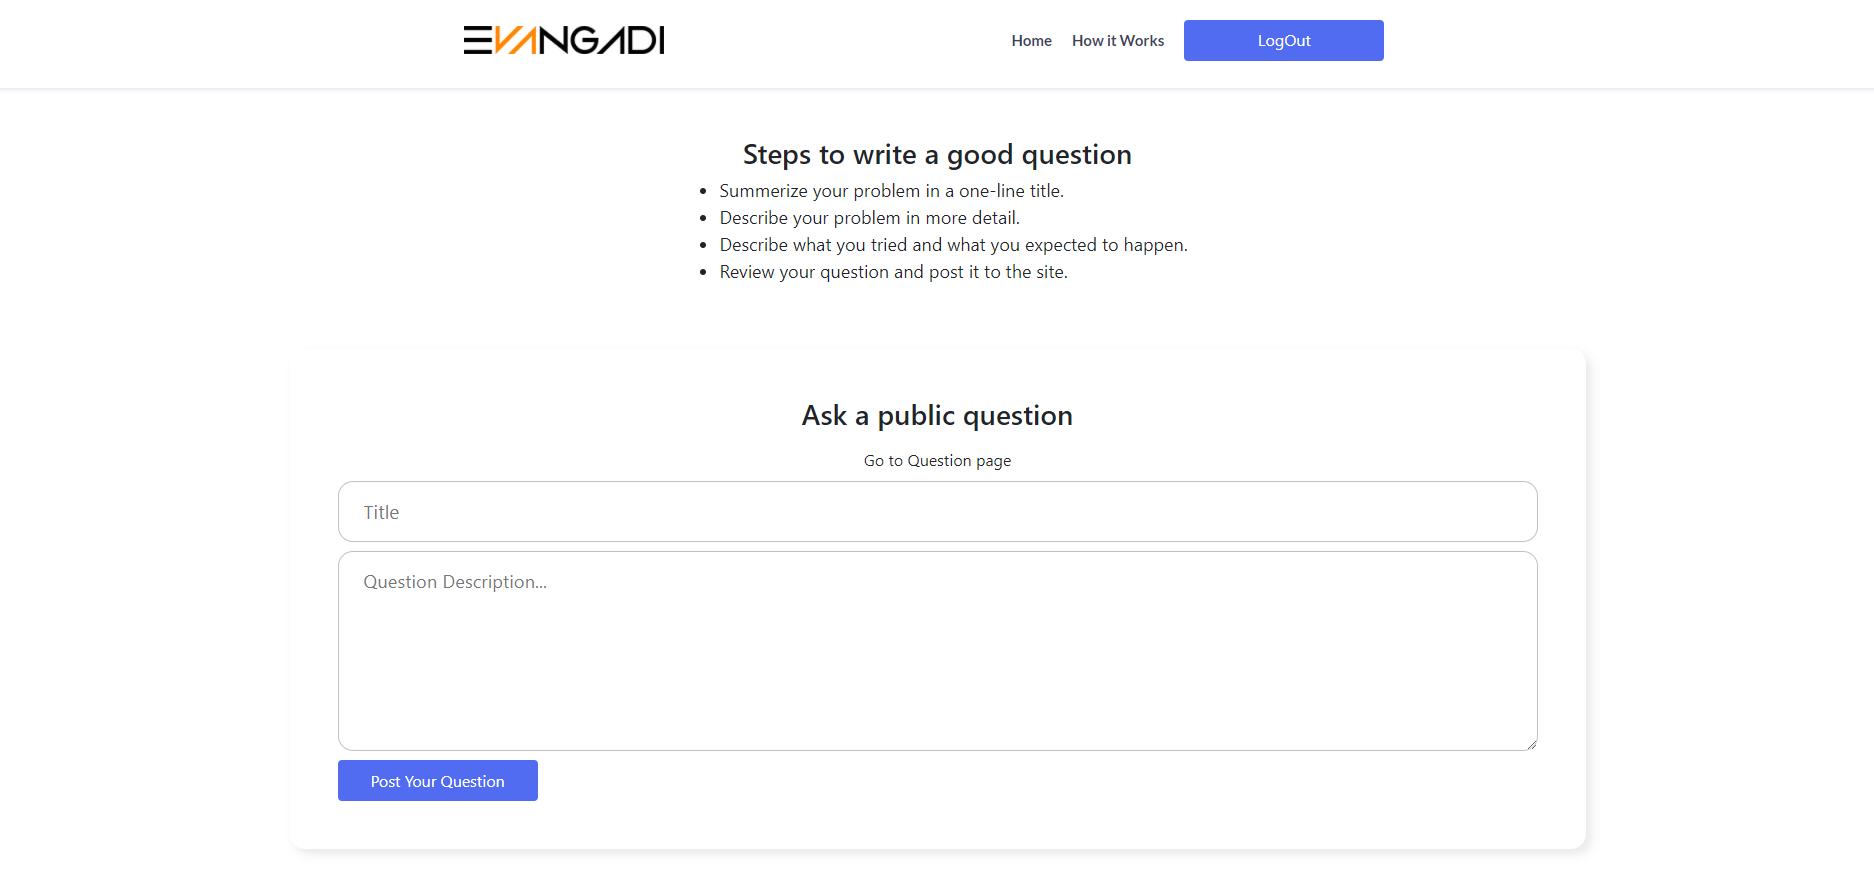 EVANGADI
Home How it Works LogOut
Steps to write a good question
Summerize your problem in a one-line title.
Describe your problem in more detail.
Describe what you tried and what you expected to happen.
Review your question and post it to the site.
Ask a public question
Go to Question page
Title
Question Description...
Post Your Question